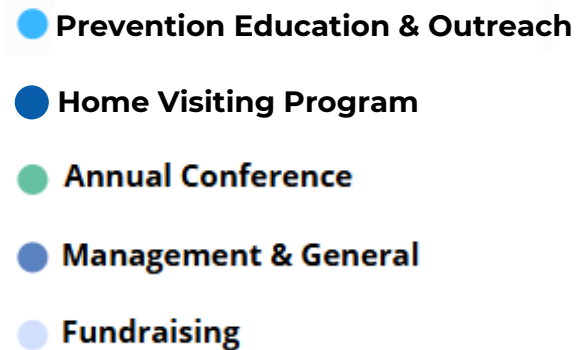 Prevention Education & Outreach
Home Visiting Program
Annual Conference
Management & General
Fundraising